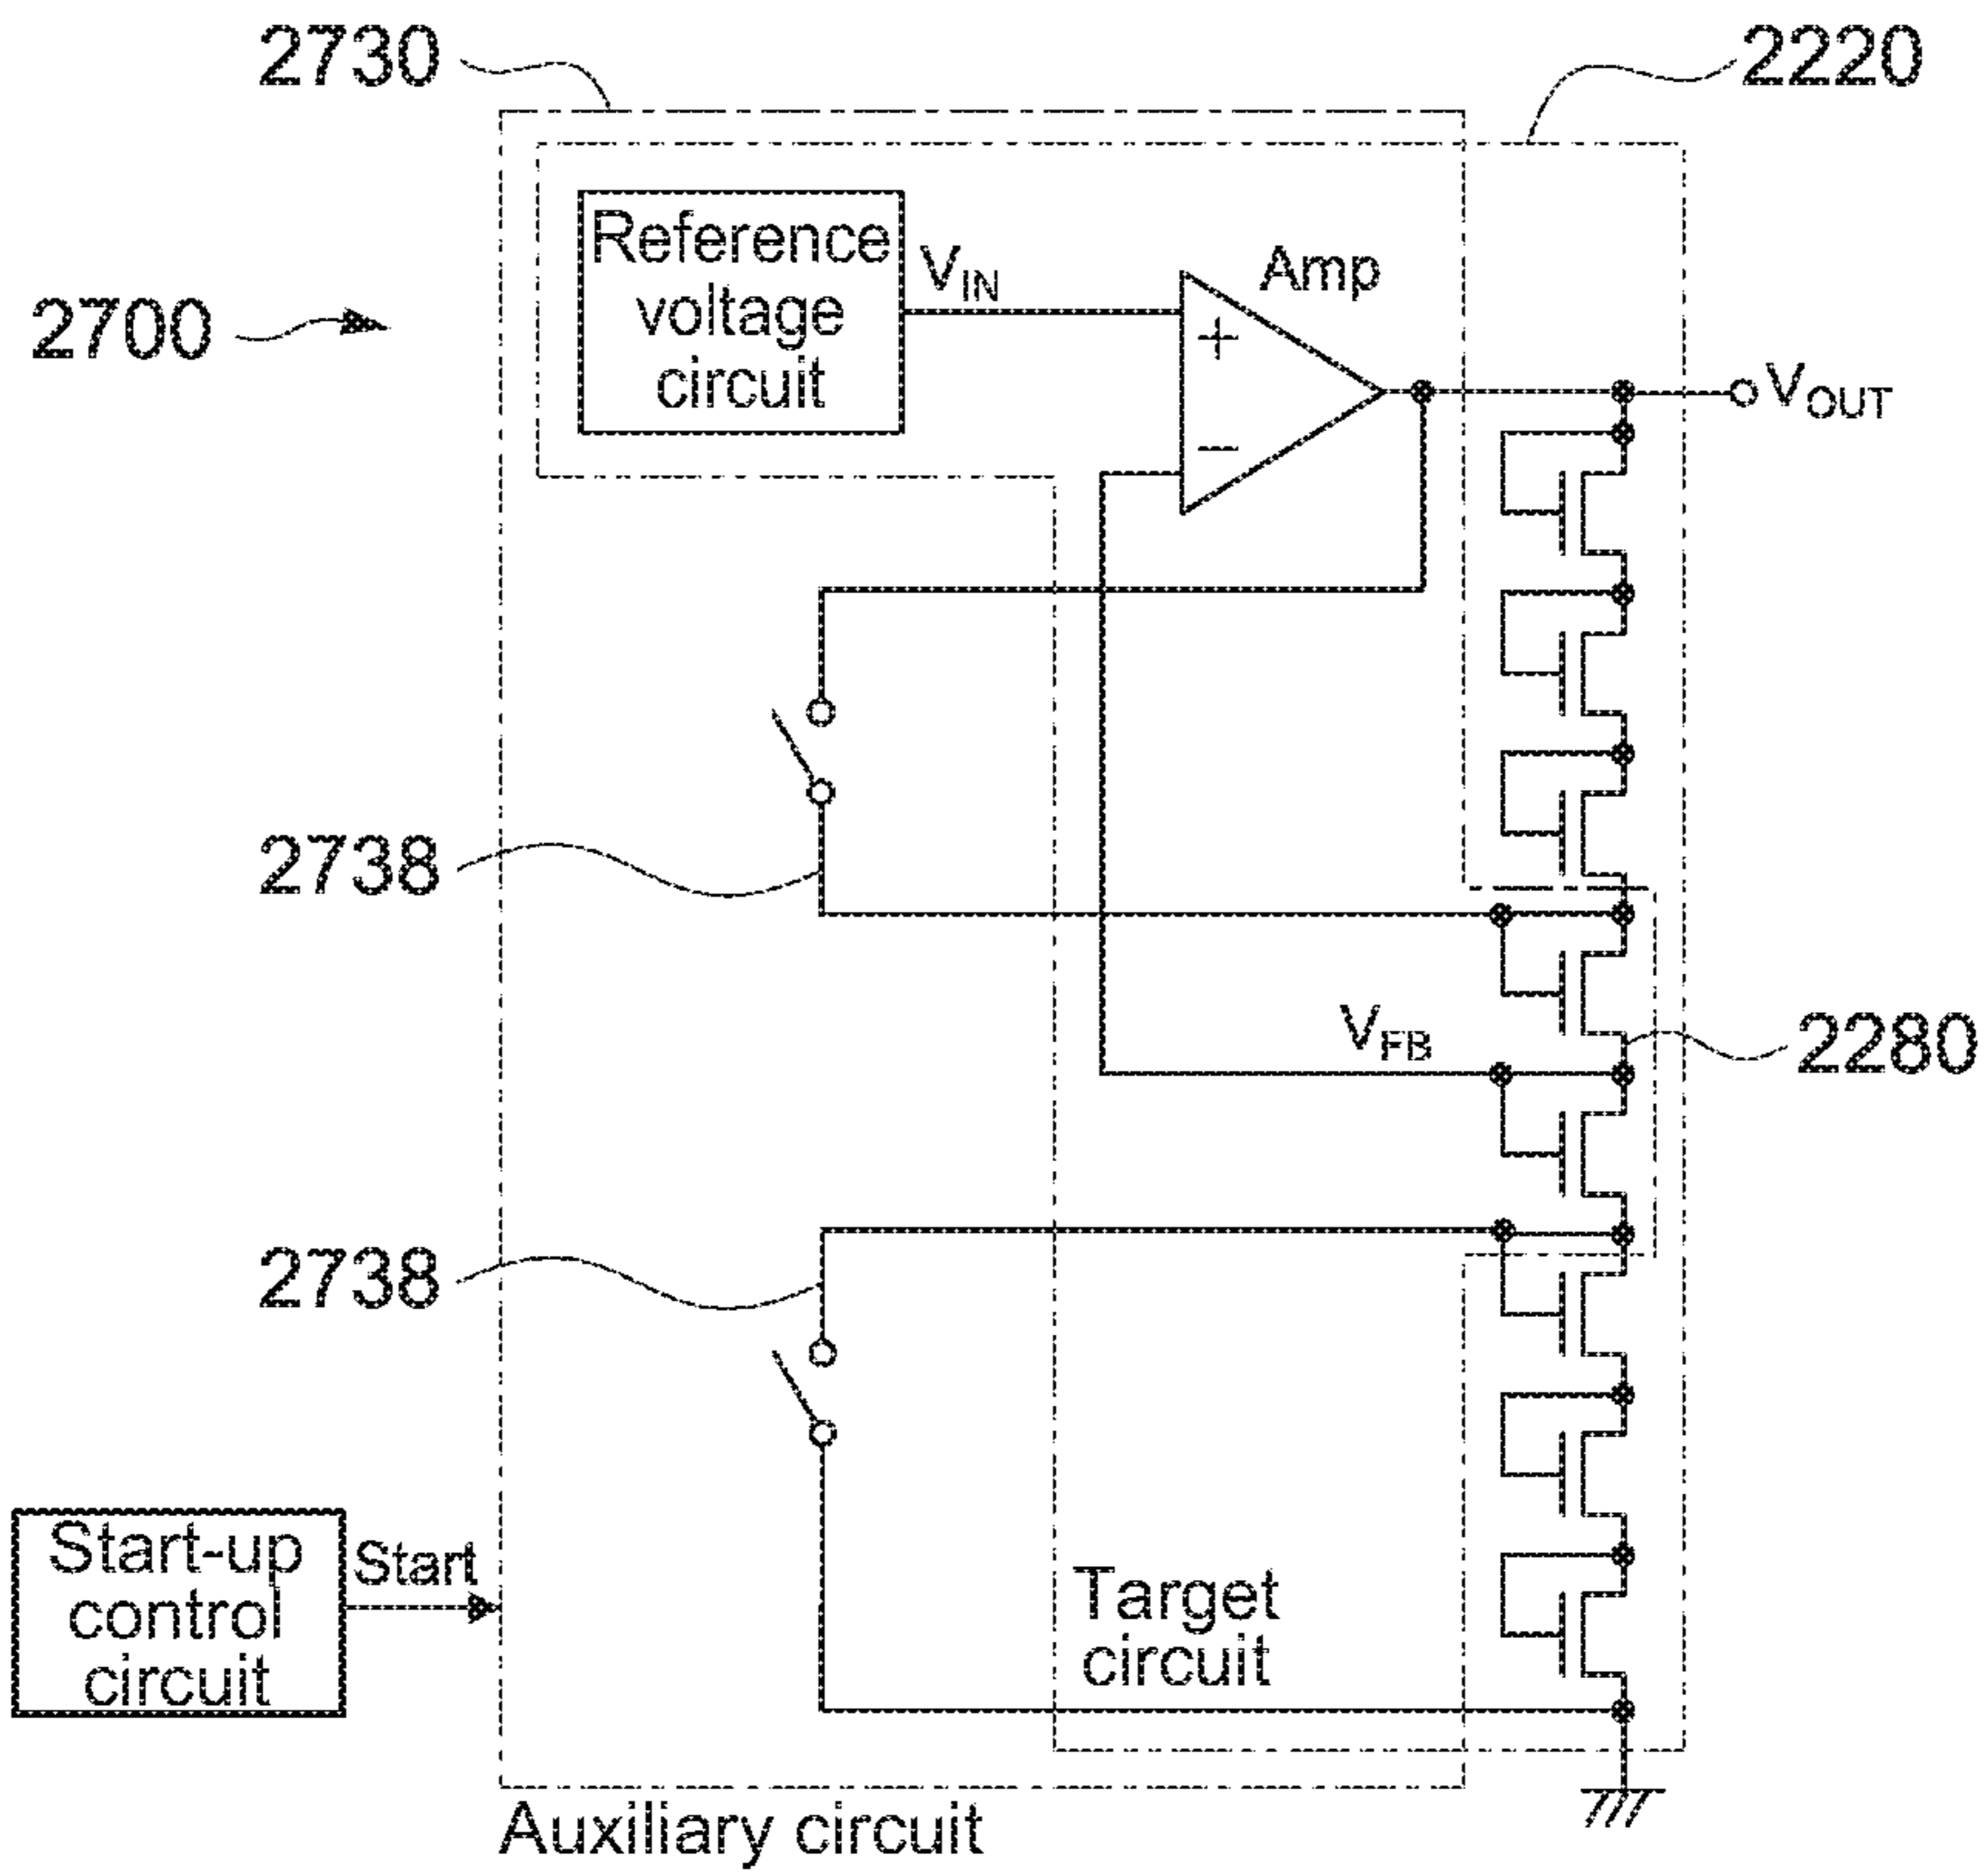 2730
2220
Reference
voltage
circuit
VIN
Amp
+
−
2700
VOUT
2738
VFB
2280
2738
Start-up
control
circuit
Start
Target
circuit
Auxiliary circuit